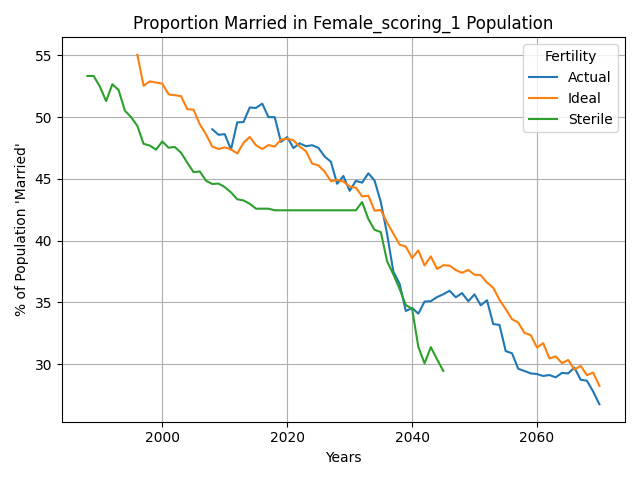 Proportion Married in Female_scoring_1 Population
Fertility
Actual
Ideal
Sterile
% of Population 'Married'
55
50
45
40
35
30
2000
2020
2040
2060
Years